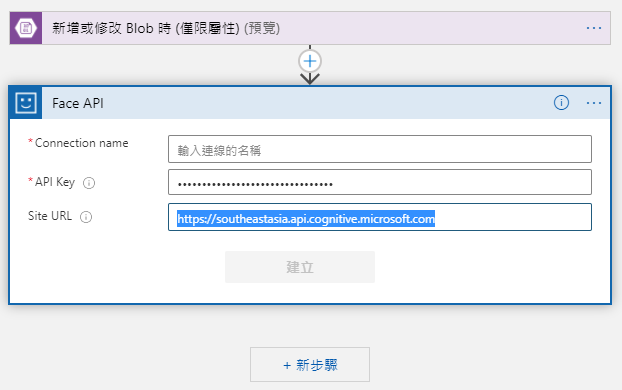 新增或修改 Blob 時 (僅限屬性) (預覽)
Face API
*Connection name
輸入連線的名稱
*API Key
••••••••••••••••••••••••••••••••
Site URL
https://southeastasia.api.cognitive.microsoft.com
建立
+ 新步驟